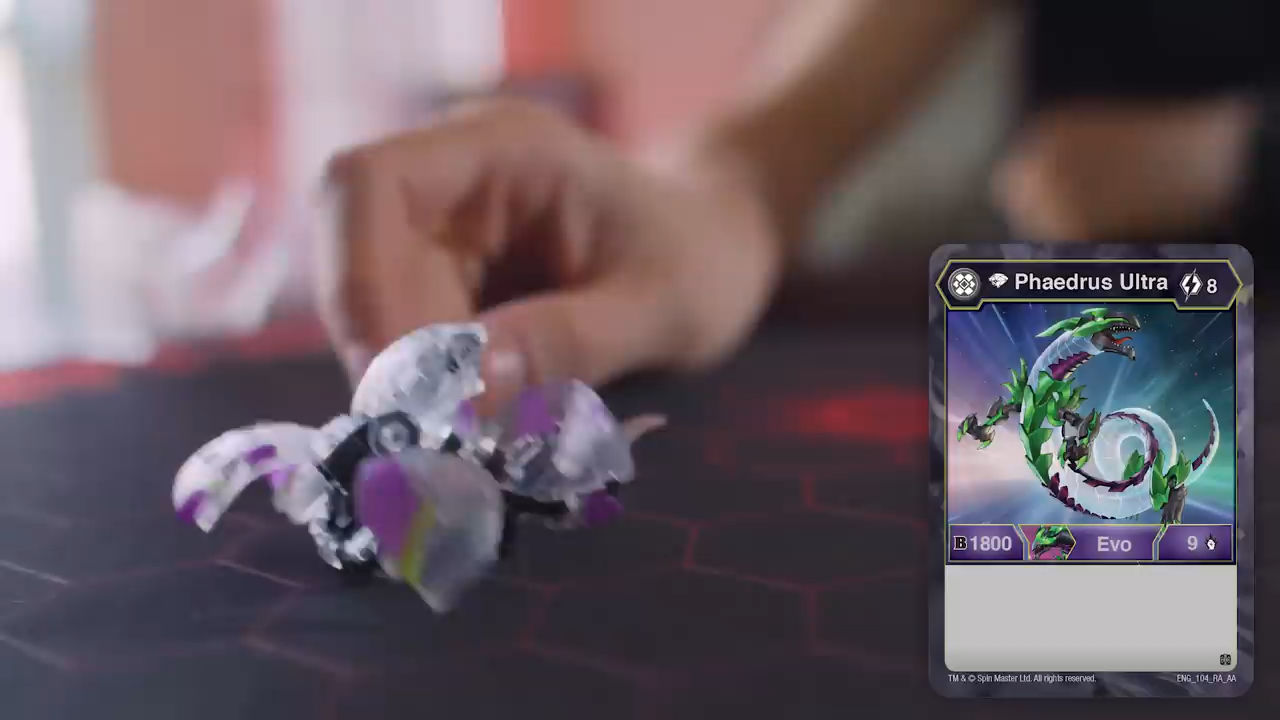 Phaedrus Ultra 8
B 1800 Evo 9
TM & © Spin Master Ltd. All rights reserved. ENG_104_RA_AA